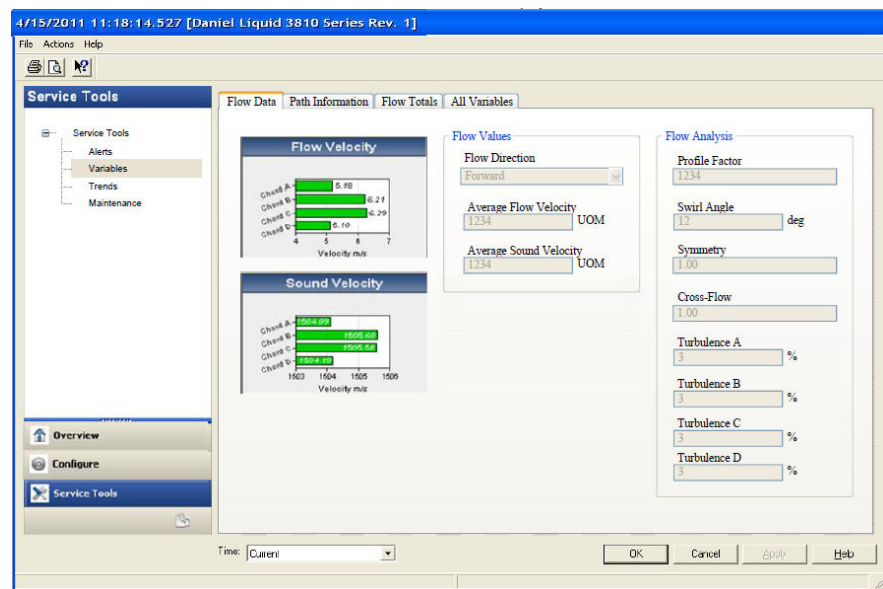 4/15/2011 11:18:14.527 [Daniel Liquid 3810 Series Rev. 1]
File Actions Help
Service Tools
Service Tools
Alerts
Variables
Trends
Maintenance
Overview
Configure
Service Tools
Flow Data Path Information Flow Totals All Variables
Flow Velocity
Chord A 5.18
Chord B 6.21
Chord C 6.29
Chord D 5.10
4 5 6 7
Velocity m/s
Sound Velocity
Chord A 1504.09
Chord B 1505.60
Chord C 1505.58
Chord D 1504.10
1503 1504 1505 1506
Velocity m/s
Flow Values
Flow Direction
Forward
Average Flow Velocity
1234 UOM
Average Sound Velocity
1234 UOM
Flow Analysis
Profile Factor
1234
Swirl Angle
12 deg
Symmetry
1.00
Cross-Flow
1.00
Turbulence A
3 %
Turbulence B
3 %
Turbulence C
3 %
Turbulence D
3 %
Time: Current
OK Cancel Apply Help